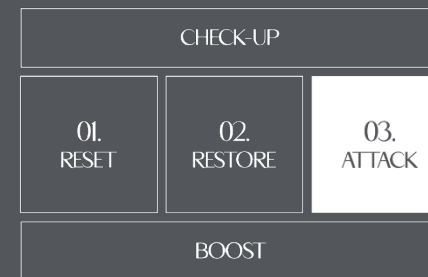 CHECK-UP
01.
RESET
02.
RESTORE
03.
ATTACK
BOOST